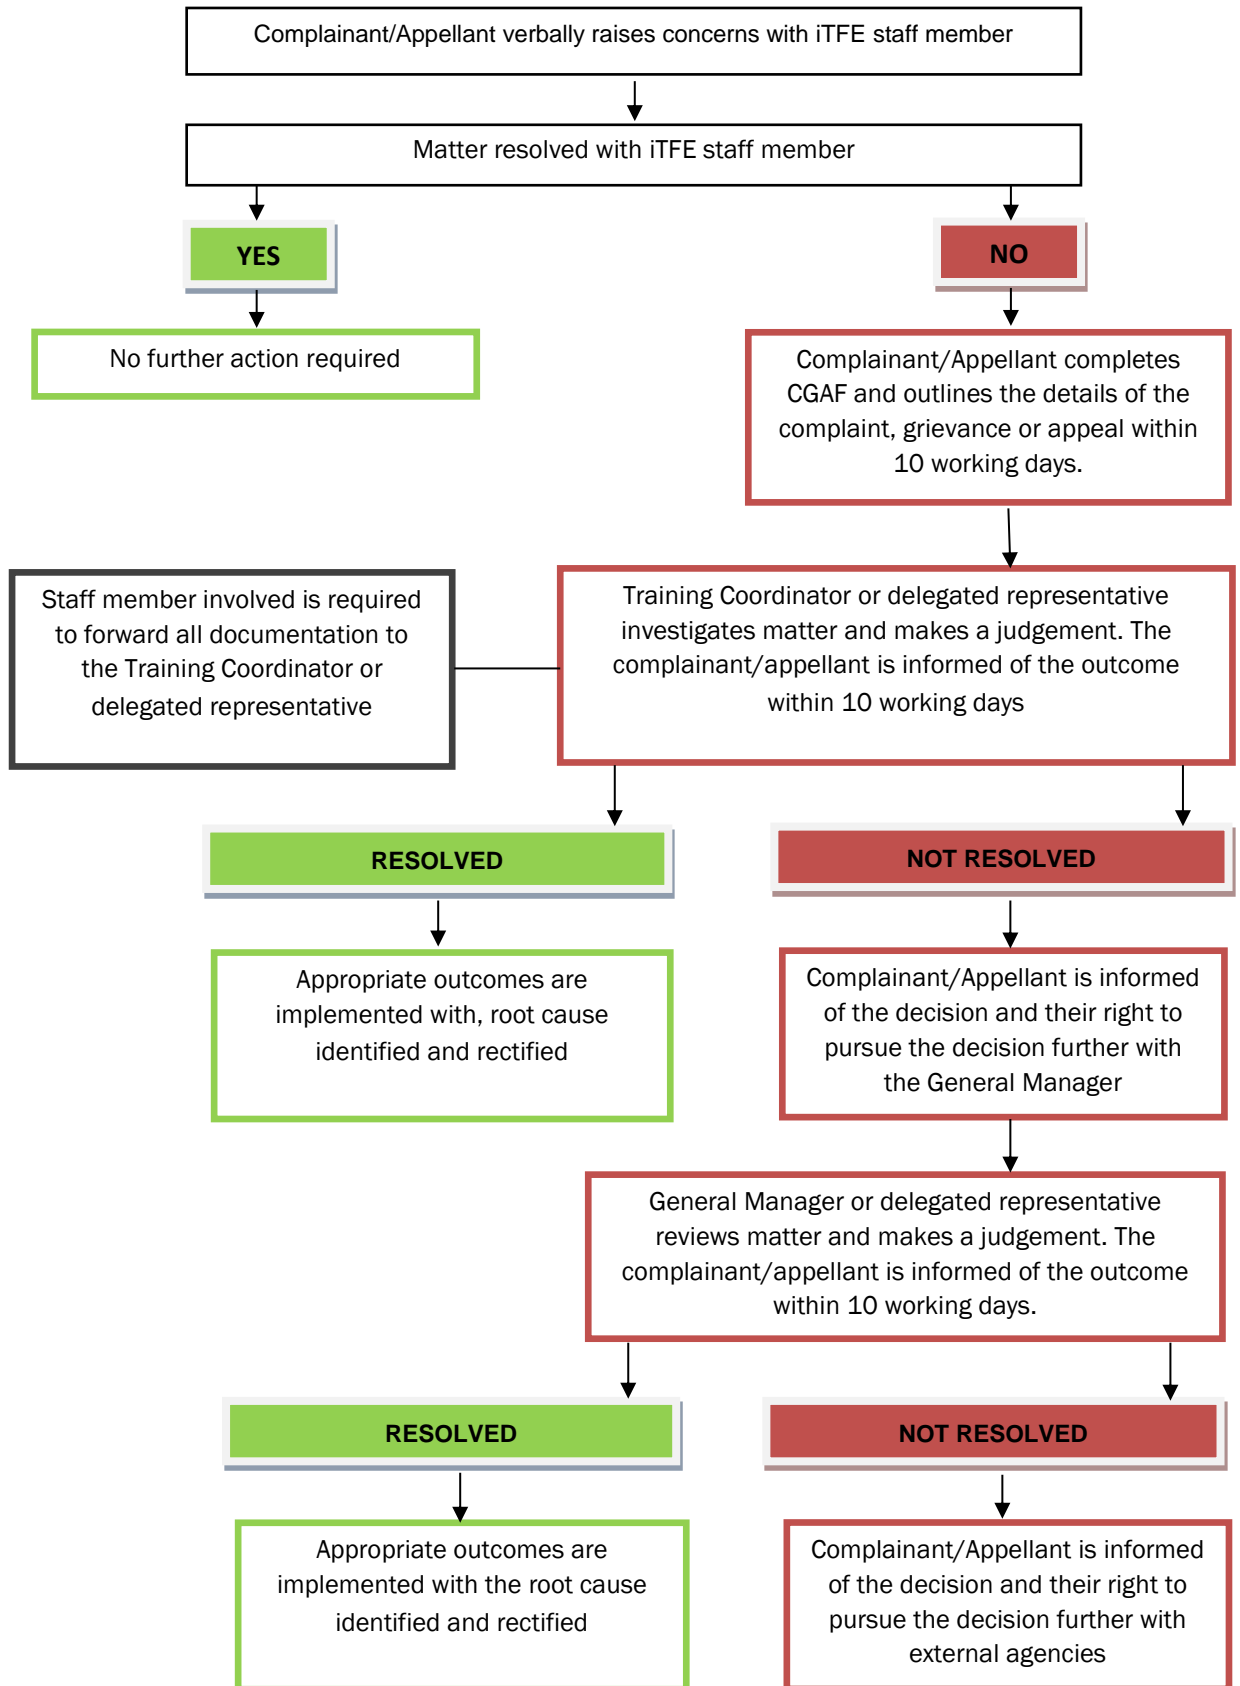 Complainant/Appellant verbally raises concerns with iTFE staff member
Matter resolved with iTFE staff member
YES
NO
No further action required
Complainant/Appellant completes
CGAF and outlines the details of the
complaint, grievance or appeal within
10 working days.
Staff member involved is required
to forward all documentation to
the Training Coordinator or
delegated representative
Training Coordinator or delegated representative
investigates matter and makes a judgement. The
complainant/appellant is informed of the outcome
within 10 working days
RESOLVED
NOT RESOLVED
Appropriate outcomes are
implemented with, root cause
identified and rectified
Complainant/Appellant is informed
of the decision and their right to
pursue the decision further with
the General Manager
General Manager or delegated representative
reviews matter and makes a judgement. The
complainant/appellant is informed of the outcome
within 10 working days.
RESOLVED
NOT RESOLVED
Appropriate outcomes are
implemented with the root cause
identified and rectified
Complainant/Appellant is informed
of the decision and their right to
pursue the decision further with
external agencies